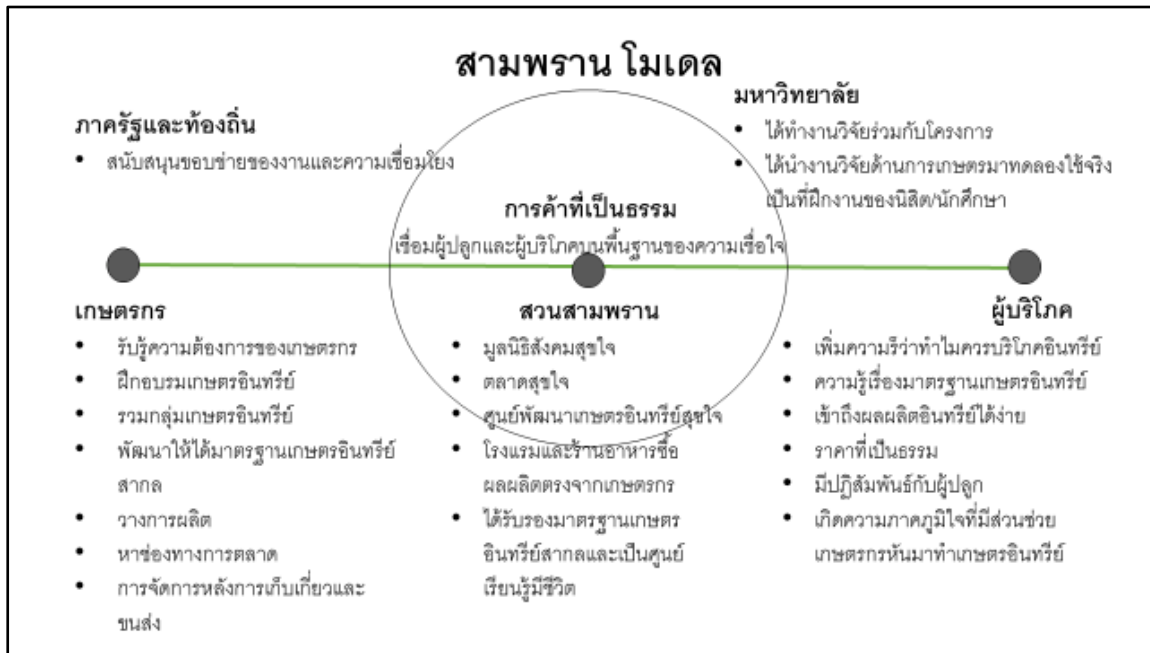 สามพราน โมเดล
ภาครัฐและท้องถิ่น
• สนับสนุนขอบข่ายของงานและความเชื่อมโยง
มหาวิทยาลัย
• ได้ทำงานวิจัยร่วมกับโครงการ
• ได้นำงานวิจัยด้านการเกษตรมาทดลองใช้จริง
เป็นที่ฝึกงานของนิสิต/นักศึกษา
การค้าที่เป็นธรรม
เชื่อมผู้ปลูกและผู้บริโภคบนพื้นฐานของความเชื่อใจ
เกษตรกร
• รับรู้ความต้องการของเกษตรกร
• ฝึกอบรมเกษตรอินทรีย์
• รวมกลุ่มเกษตรอินทรีย์
• พัฒนาให้ได้มาตรฐานเกษตรอินทรีย์
สากล
• วางการผลิต
• หาช่องทางการตลาด
• การจัดการหลังการเก็บเกี่ยวและ
ขนส่ง
สวนสามพราน
• มูลนิธิสังคมสุขใจ
• ตลาดสุขใจ
• ศูนย์พัฒนาเกษตรอินทรีย์สุขใจ
• โรงแรมและร้านอาหารซื้อ
ผลผลิตตรงจากเกษตรกร
• ได้รับรองมาตรฐานเกษตร
อินทรีย์สากลและเป็นศูนย์
เรียนรู้มีชีวิต
ผู้บริโภค
• เพิ่มความรีว่าทำไมควรบริโภคอินทรีย์
• ความรู้เรื่องมาตรฐานเกษตรอินทรีย์
• เข้าถึงผลผลิตอินทรีย์ได้ง่าย
• ราคาที่เป็นธรรม
• มีปฏิสัมพันธ์กับผู้ปลูก
• เกิดความภาคภูมิใจที่มีส่วนช่วย
เกษตรกรหันมาทำเกษตรอินทรีย์